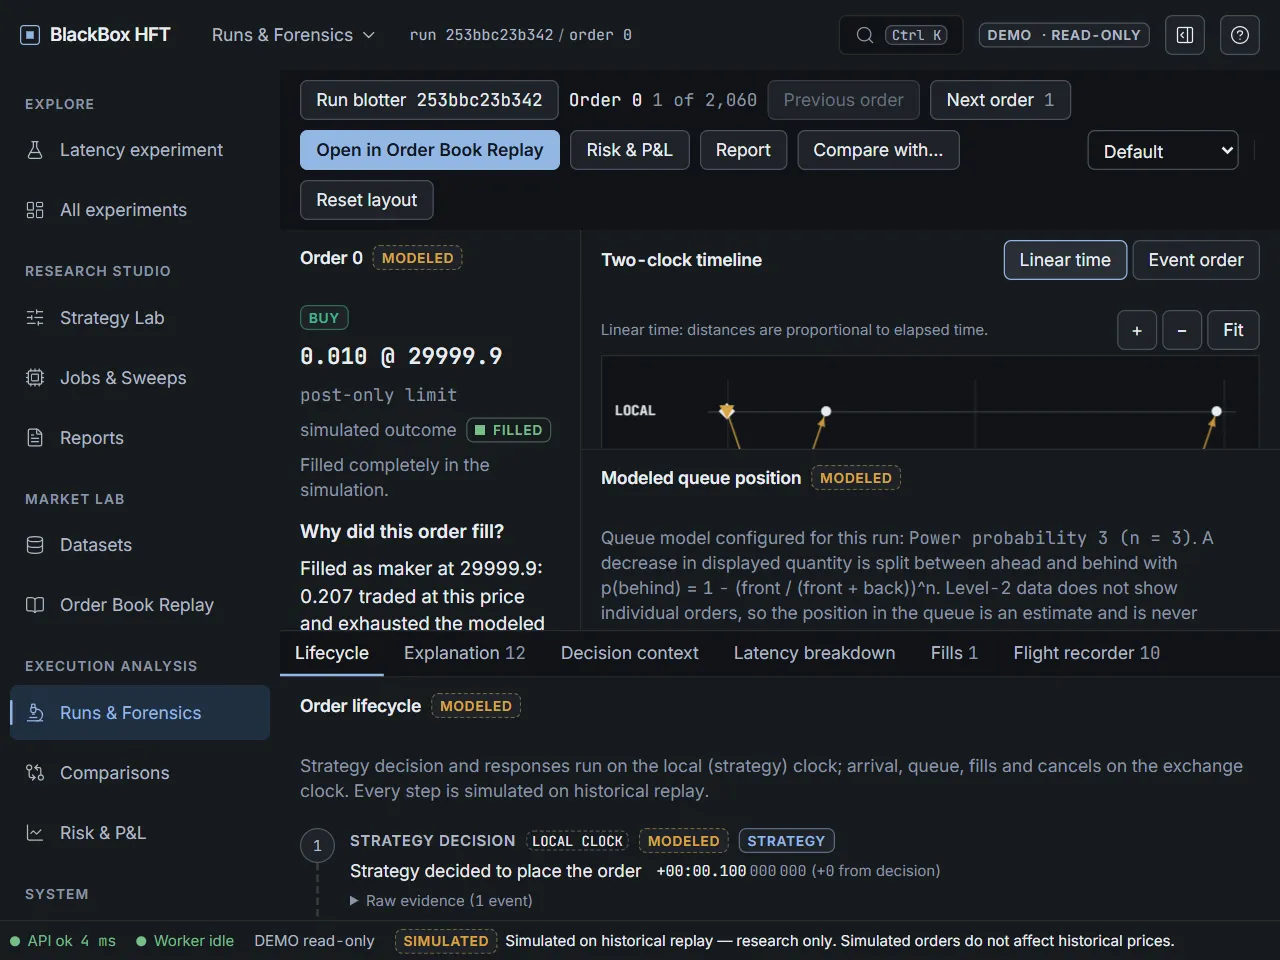 BlackBox HFT
Runs & Forensics
run 253bbc23b342 / order 0
Ctrl K
DEMO · READ-ONLY
EXPLORE
Latency experiment
All experiments
RESEARCH STUDIO
Strategy Lab
Jobs & Sweeps
Reports
MARKET LAB
Datasets
Order Book Replay
EXECUTION ANALYSIS
Runs & Forensics
Comparisons
Risk & P&L
SYSTEM
Run blotter 253bbc23b342 Order 0 1 of 2,060 Previous order Next order 1
Open in Order Book Replay Risk & P&L Report Compare with... Default
Reset layout
Order 0 MODELED
BUY
0.010 @ 29999.9
post-only limit
simulated outcome FILLED
Filled completely in the
simulation.
Why did this order fill?
Filled as maker at 29999.9:
0.207 traded at this price
and exhausted the modeled
Two-clock timeline Linear time Event order
Linear time: distances are proportional to elapsed time. + − Fit
LOCAL
Modeled queue position MODELED
Queue model configured for this run: Power probability 3 (n = 3). A
decrease in displayed quantity is split between ahead and behind with
p(behind) = 1 - (front / (front + back))^n. Level-2 data does not show
individual orders, so the position in the queue is an estimate and is never
Lifecycle Explanation 12 Decision context Latency breakdown Fills 1 Flight recorder 10
Order lifecycle MODELED
Strategy decision and responses run on the local (strategy) clock; arrival, queue, fills and cancels on the exchange
clock. Every step is simulated on historical replay.
1 STRATEGY DECISION LOCAL CLOCK MODELED STRATEGY
Strategy decided to place the order +00:00.100 000 000 (+0 from decision)
Raw evidence (1 event)
API ok 4 ms Worker idle DEMO read-only SIMULATED Simulated on historical replay — research only. Simulated orders do not affect historical prices.